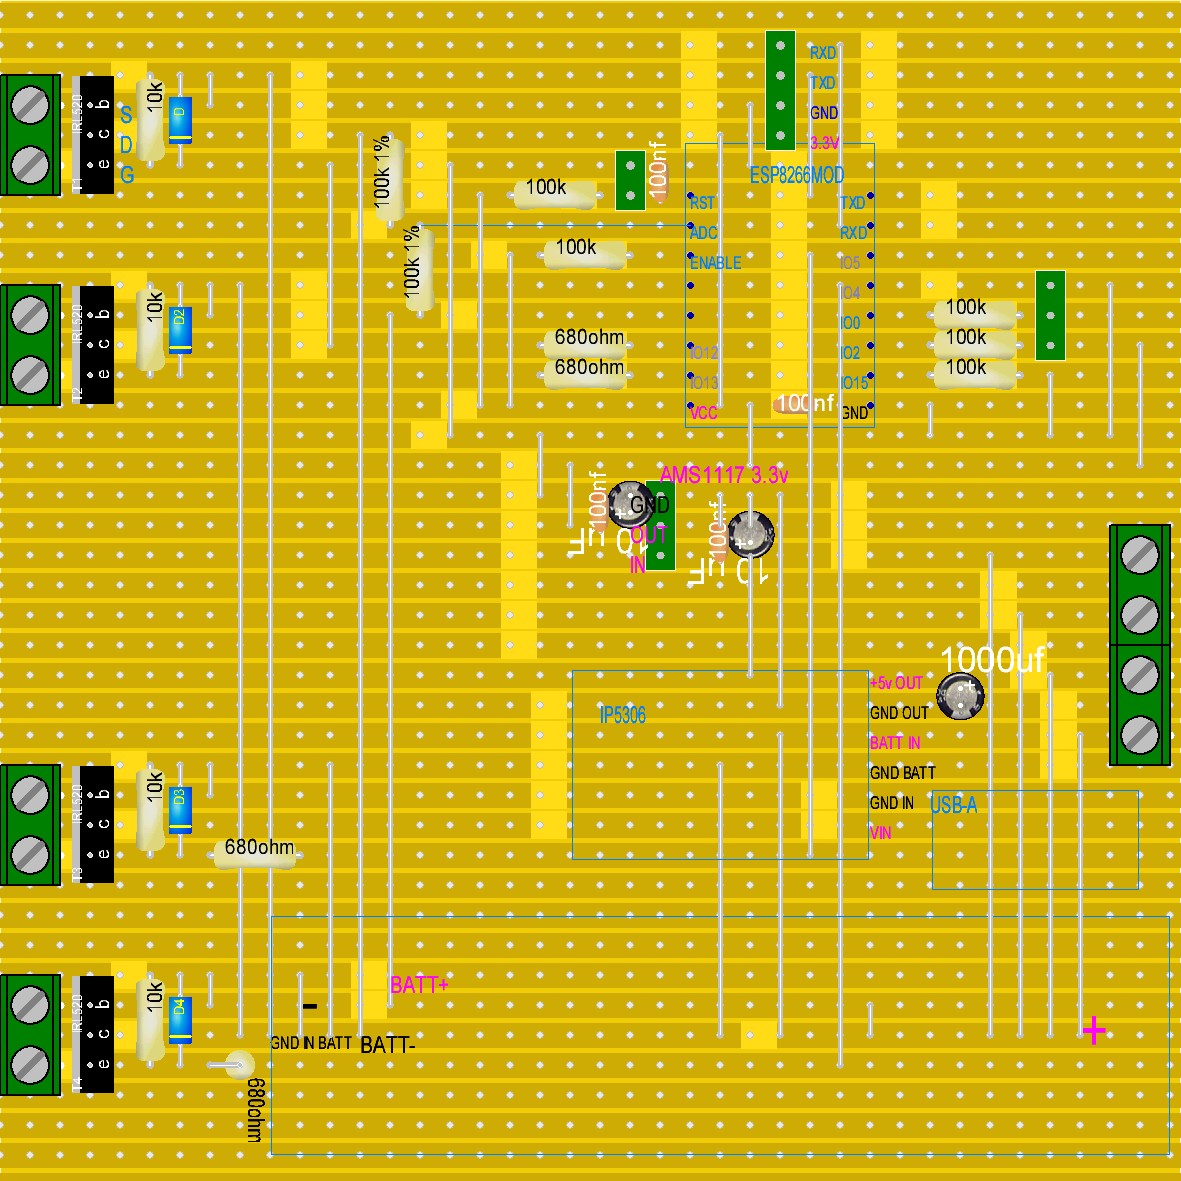 RXD
TXD
GND
3.3V
IRL520
b
c
e
T1
10k
D
S
D
G
100k 1%
100k
100nf
ESP8266MOD
RST
ADC
ENABLE
IO12
IO13
VCC
TXD
RXD
IO5
IO4
IO0
IO2
IO15
GND
100k 1%
100k
680ohm
680ohm
100nf
100k
100k
100k
IRL520
b
c
e
T2
10k
D2
AMS1117 3.3v
100nf
GND
OUT
IN
10 uF
100nf
10 uF
1000uf
IP5306
+5v OUT
GND OUT
BATT IN
GND BATT
GND IN
VIN
USB-A
IRL520
b
c
e
T3
10k
D3
680ohm
IRL520
b
c
e
T4
10k
D4
680ohm
-
BATT+
GND IN BATT
BATT-
+